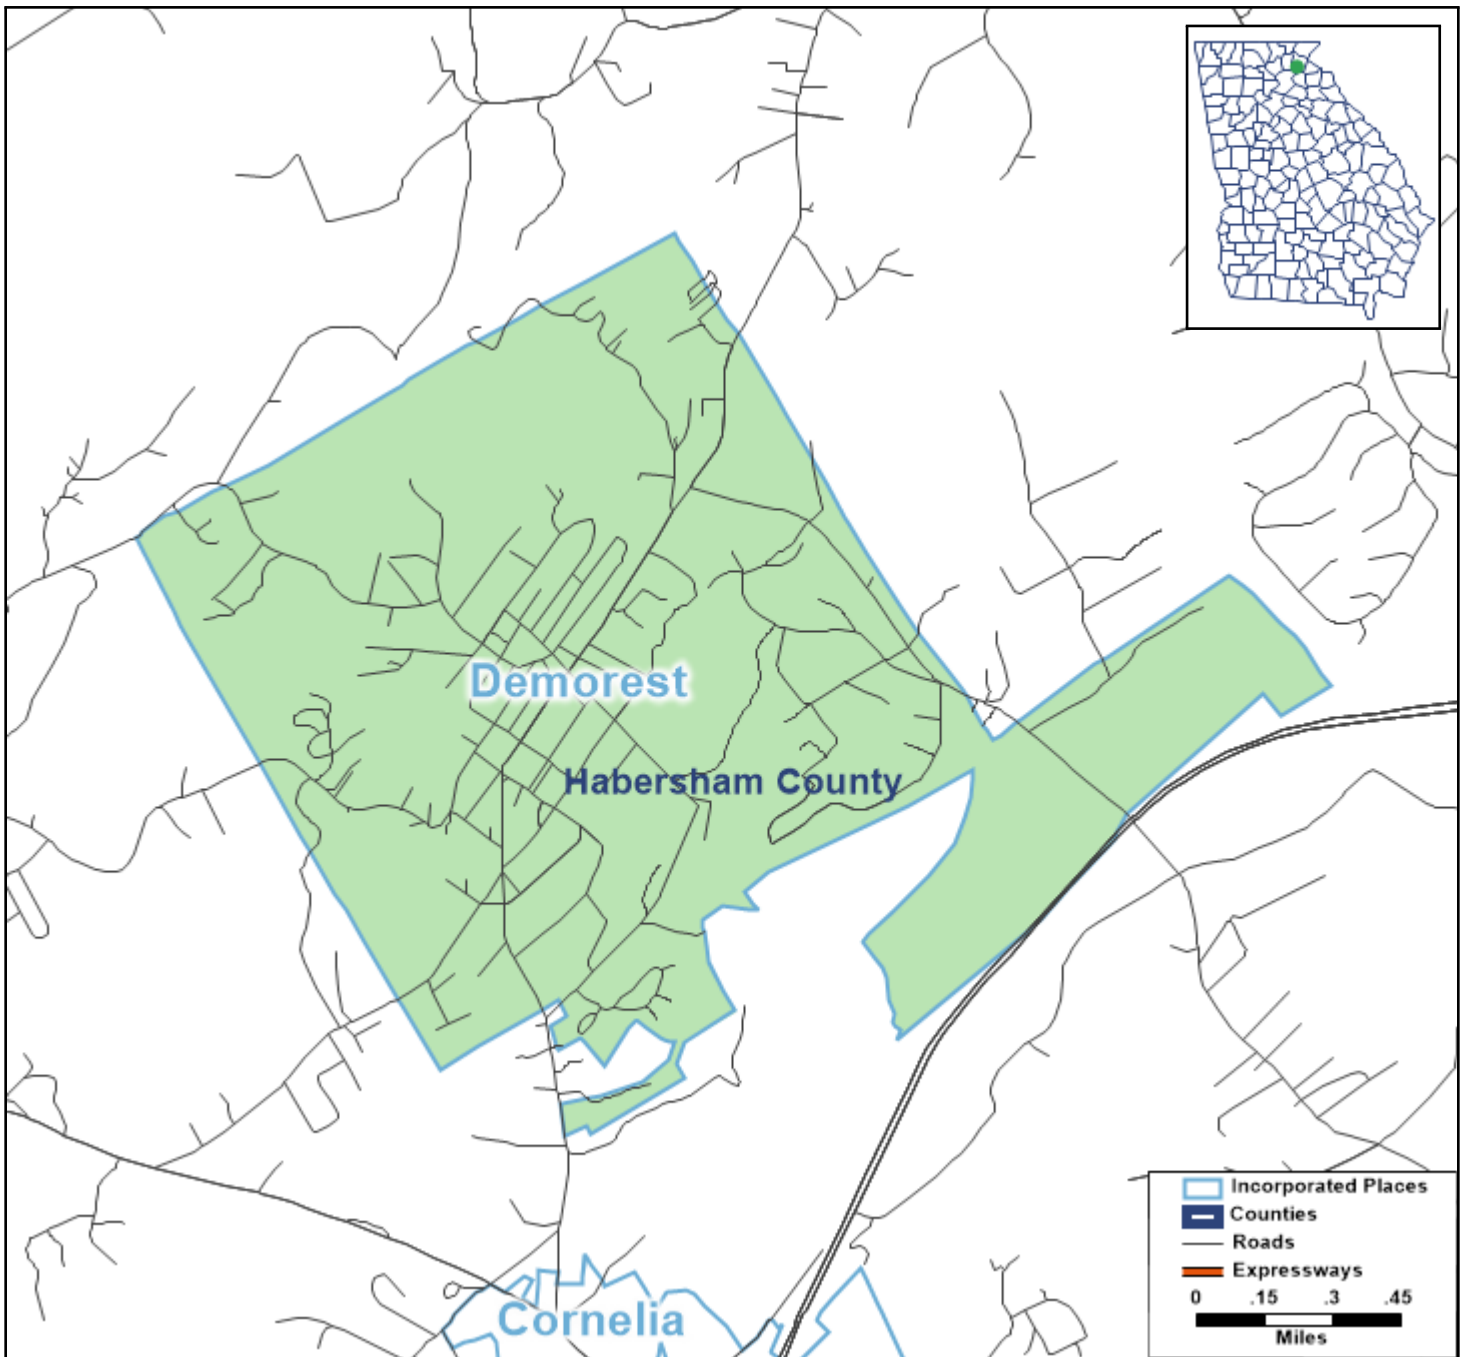 Demorest
Habersham County
Cornelia
Incorporated Places
Counties
Roads
Expressways
0 .15 .3 .45
Miles